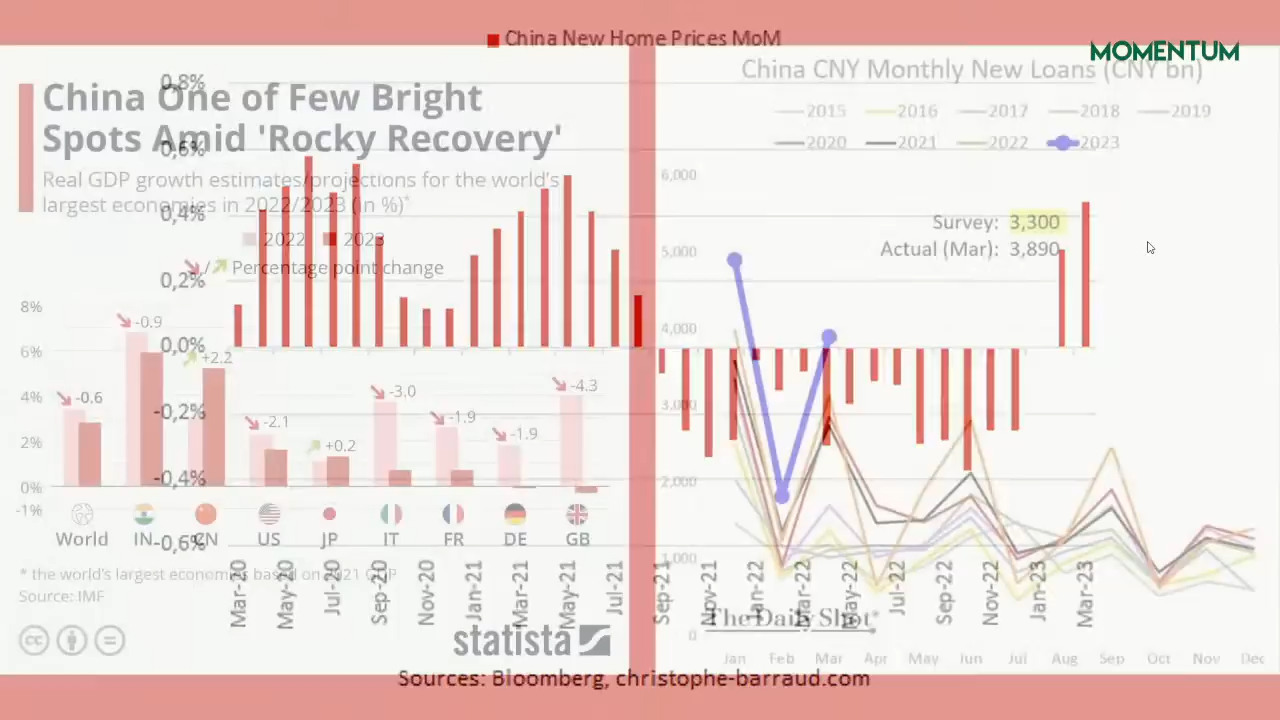 China New Home Prices MoM
MOMENTUM
China One of Few Bright
Spots Amid 'Rocky Recovery'
Real GDP growth estimates/projections for the world's
largest economies in 2022/2023 (in %)*
2022 2023
Percentage point change
8%
6%
4%
2%
0%
-1%
-0.6
-0.9
+2.2
-2.1
+0.2
-3.0
-1.9
-1.9
-4.3
World IN CN US JP IT FR DE GB
* the world's largest economies based on 2021 GDP
Source: IMF
statista
0,8%
0,6%
0,4%
0,2%
0,0%
-0,2%
-0,4%
-0,6%
Mar-20 May-20 Jul-20 Sep-20 Nov-20 Jan-21 Mar-21 May-21 Jul-21 Sep-21 Nov-21 Jan-22 Mar-22 May-22 Jul-22 Sep-22 Nov-22 Jan-23 Mar-23
China CNY Monthly New Loans (CNY bn)
2015 2016 2017 2018 2019
2020 2021 2022 2023
Survey: 3,300
Actual (Mar): 3,890
6,000
5,000
4,000
3,000
2,000
1,000
0
The Daily Shot*
Jan Feb Mar Apr May Jun Jul Aug Sep Oct Nov Dec
Sources: Bloomberg, christophe-barraud.com